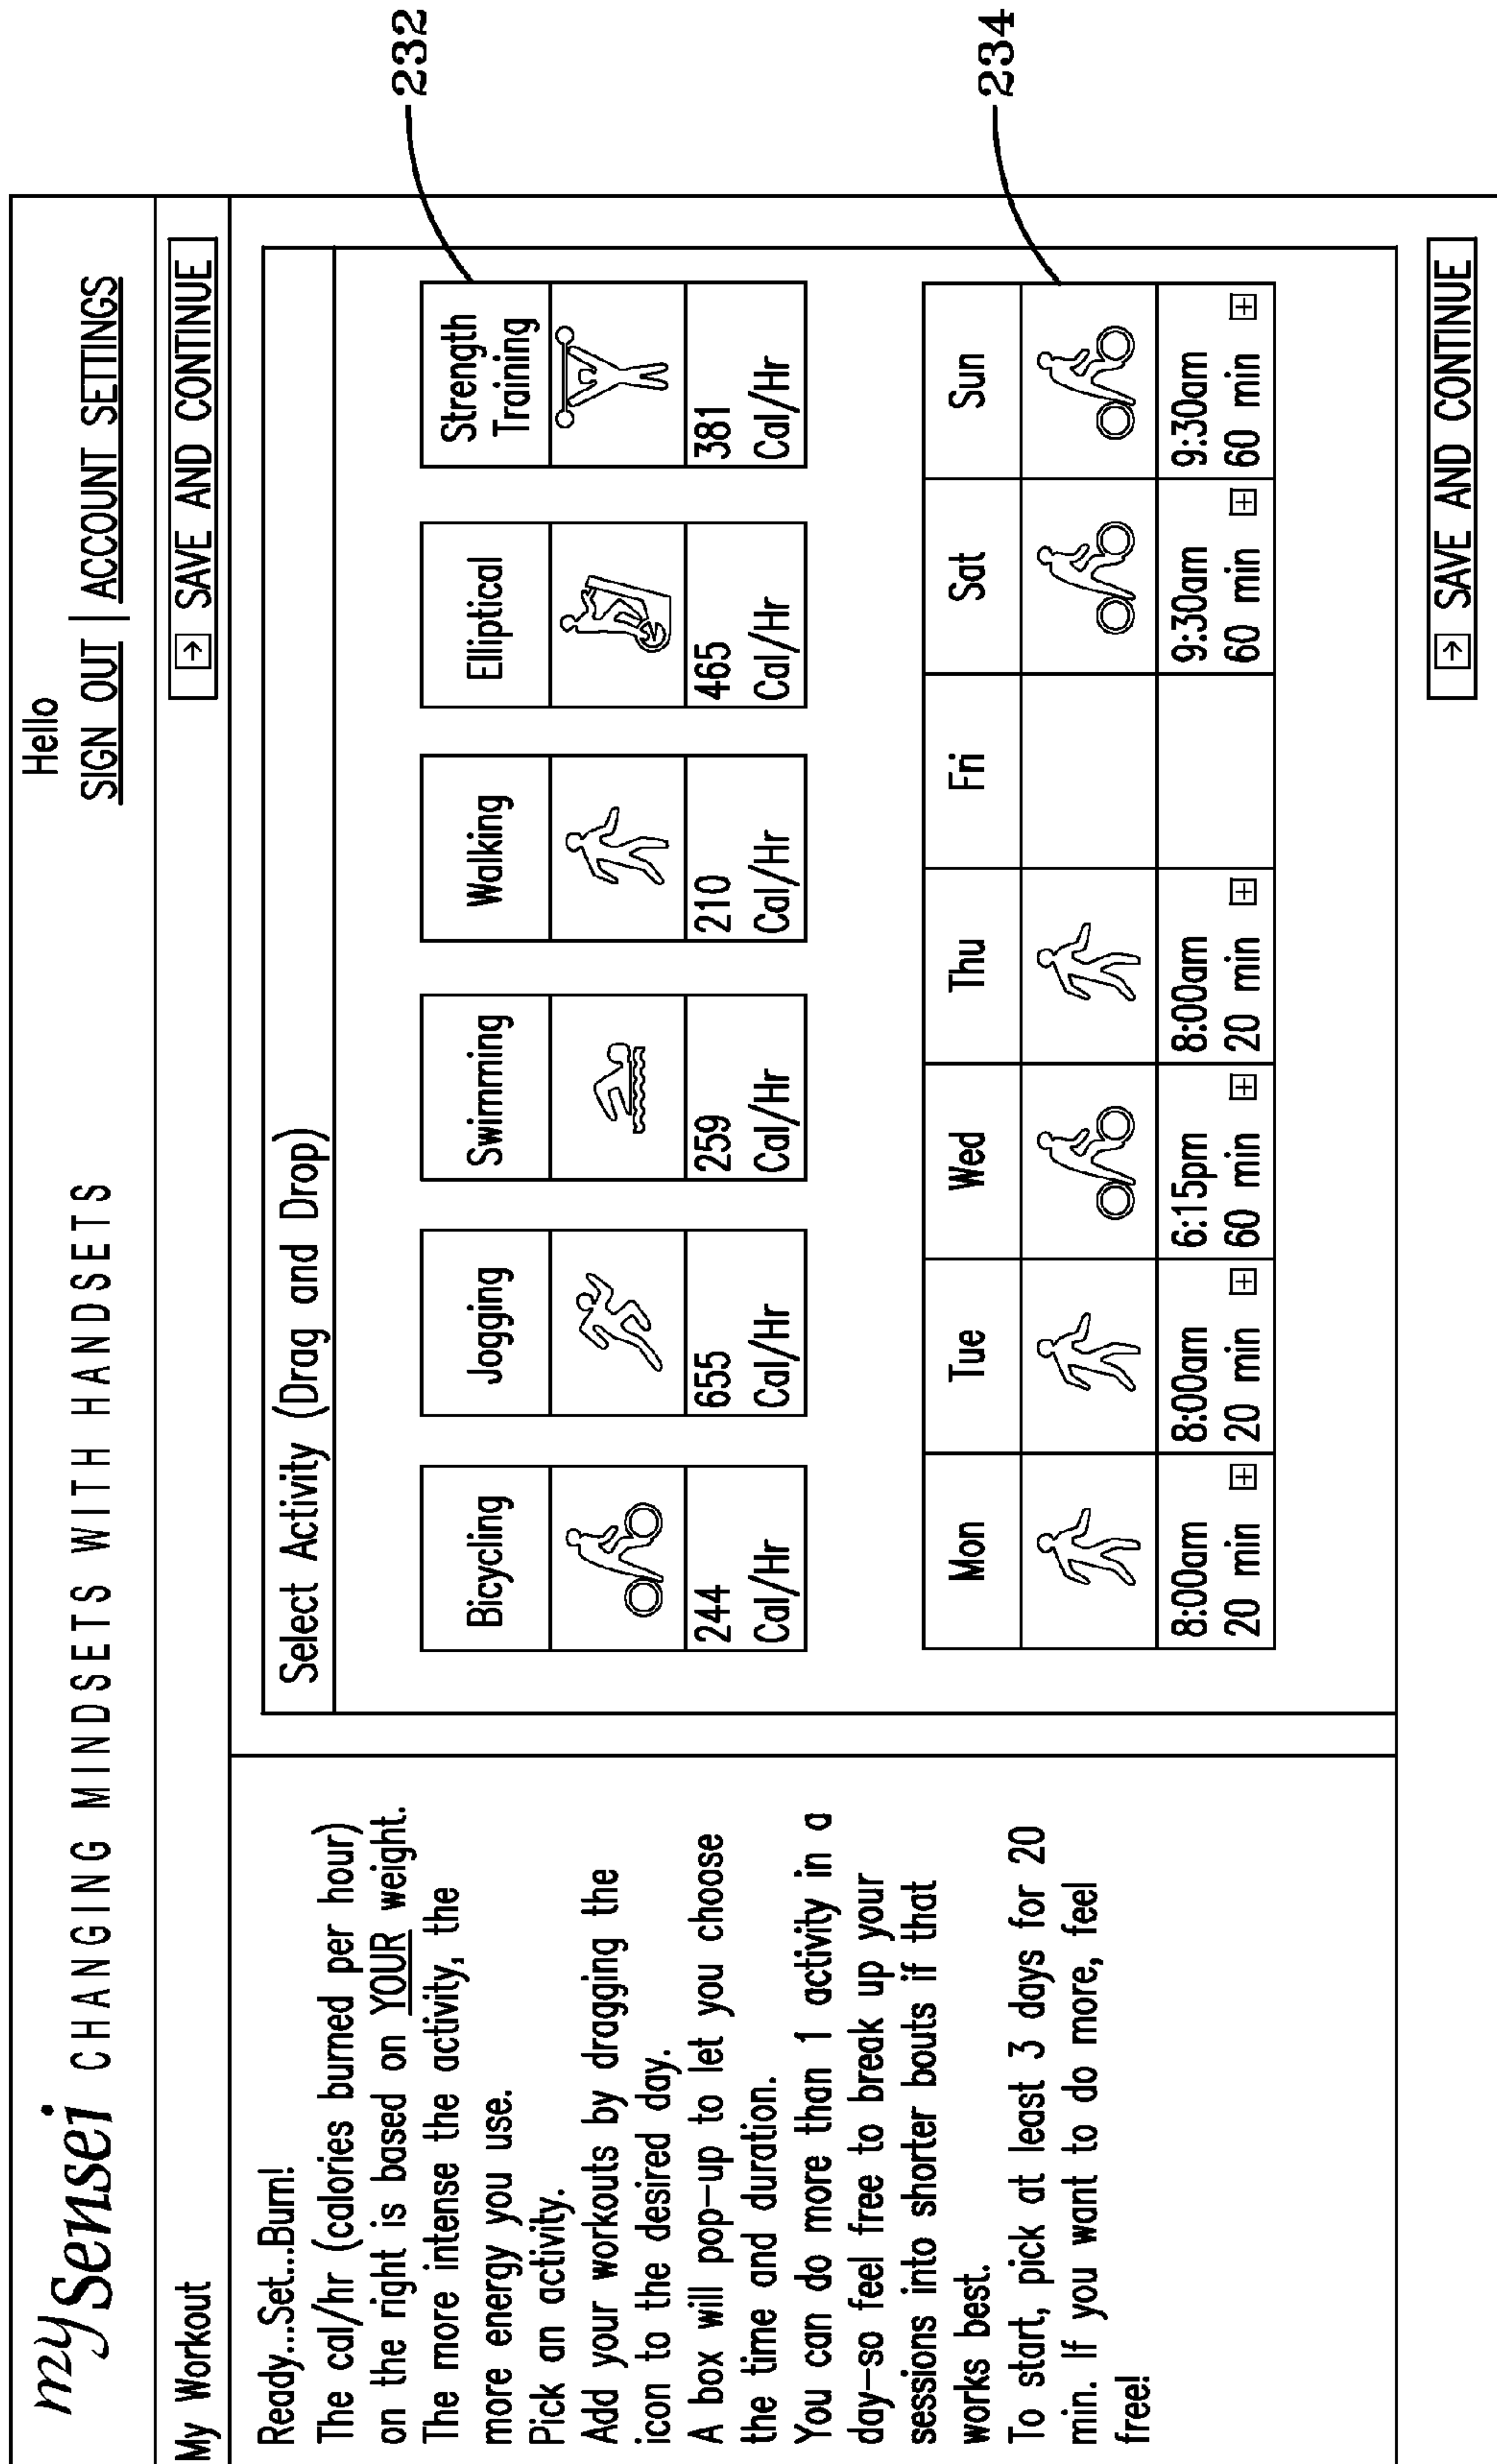 Hello
mySensei CHANGING MINDSETS WITH HANDSETS SIGN OUT | ACCOUNT SETTINGS
My Workout
→ SAVE AND CONTINUE
Ready...Set...Burn!
The cal/hr (calories burned per hour)
on the right is based on YOUR weight.
The more intense the activity, the
more energy you use.
Pick an activity.
Add your workouts by dragging the
icon to the desired day.
A box will pop-up to let you choose
the time and duration.
You can do more than 1 activity in a
day-so feel free to break up your
sessions into shorter bouts if that
works best.
To start, pick at least 3 days for 20
min. If you want to do more, feel
free!
Select Activity (Drag and Drop)
Bicycling
244
Cal/Hr
Jogging
655
Cal/Hr
Swimming
259
Cal/Hr
Walking
210
Cal/Hr
Elliptical
465
Cal/Hr
Strength
Training
381
Cal/Hr
232
Mon Tue Wed Thu Fri Sat Sun
8:00am 8:00am 6:15pm 8:00am 9:30am 9:30am
20 min 20 min 60 min 20 min 60 min 60 min
234
→ SAVE AND CONTINUE